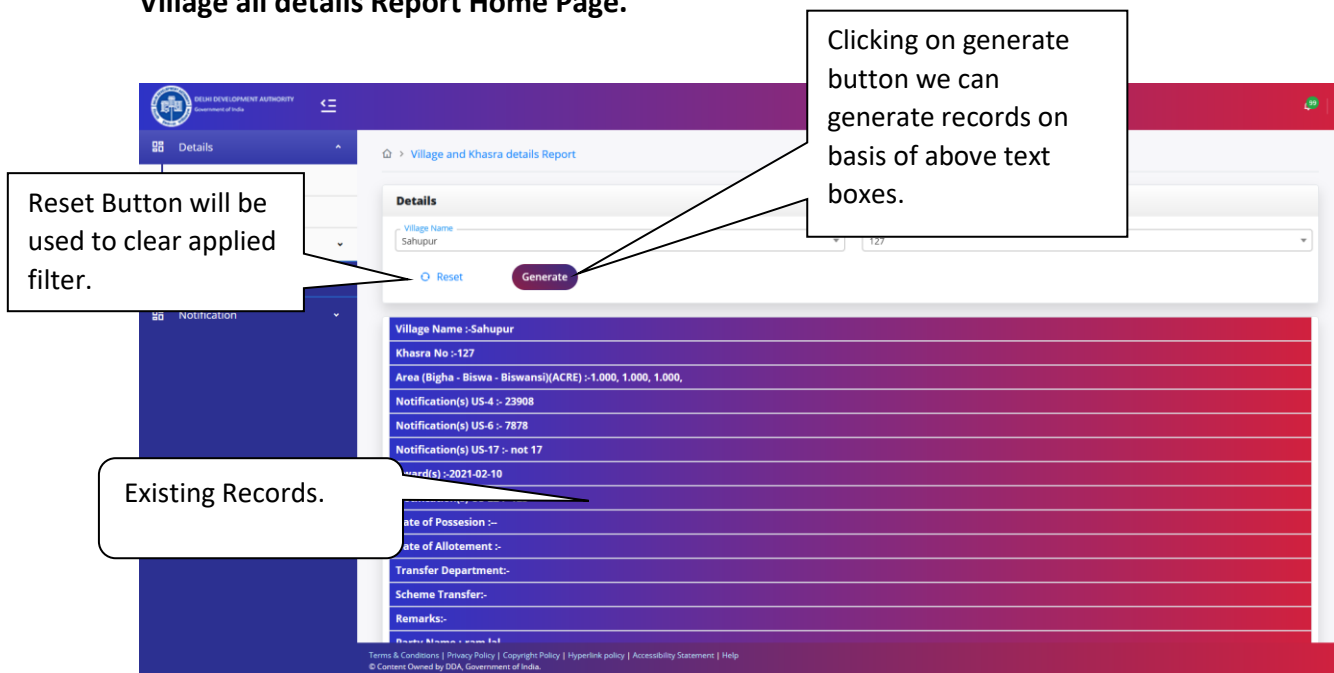 Village all details Report Home Page.
Clicking on generate
button we can
generate records on
basis of above text
boxes.
DELHI DEVELOPMENT AUTHORITY
Government of India
39
Details
Village and Khasra details Report
Reset Button will be
used to clear applied
filter.
Details
Village Name
Sahupur
127
Reset
Generate
Notification
Village Name :-Sahupur
Khasra No :-127
Area (Bigha - Biswa - Biswansi)(ACRE) :-1.000, 1.000, 1.000,
Notification(s) US-4 :- 23908
Notification(s) US-6 :- 7878
Notification(s) US-17 :- not 17
:-2021-02-10
Existing Records.
of Possesion :--
of Allotement :-
Transfer Department:-
Scheme Transfer:-
Remarks:-
Party Name : ram lal
Terms & Conditions | Privacy Policy | Copyright Policy | Hyperlink policy | Accessibility Statement | Help
© Content Owned by DDA, Government of India.